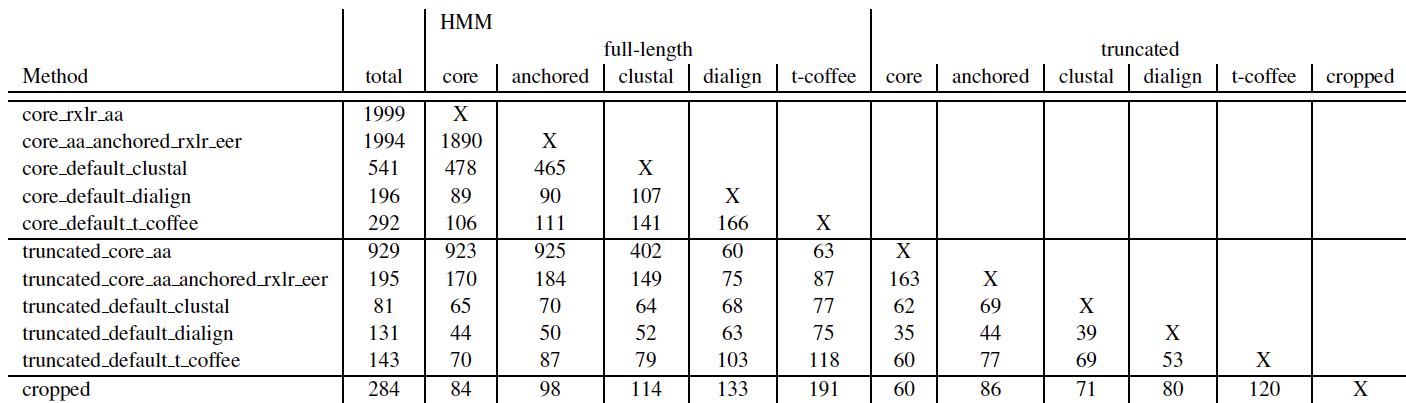 HMM
full-length truncated
Method total core anchored clustal dialign t-coffee core anchored clustal dialign t-coffee cropped
core_rxlr_aa 1999 X
core_aa_anchored_rxlr_eer 1994 1890 X
core_default_clustal 541 478 465 X
core_default_dialign 196 89 90 107 X
core_default_t_coffee 292 106 111 141 166 X
truncated_core_aa 929 923 925 402 60 63 X
truncated_core_aa_anchored_rxlr_eer 195 170 184 149 75 87 163 X
truncated_default_clustal 81 65 70 64 68 77 62 69 X
truncated_default_dialign 131 44 50 52 63 75 35 44 39 X
truncated_default_t_coffee 143 70 87 79 103 118 60 77 69 53 X
cropped 284 84 98 114 133 191 60 86 71 80 120 X